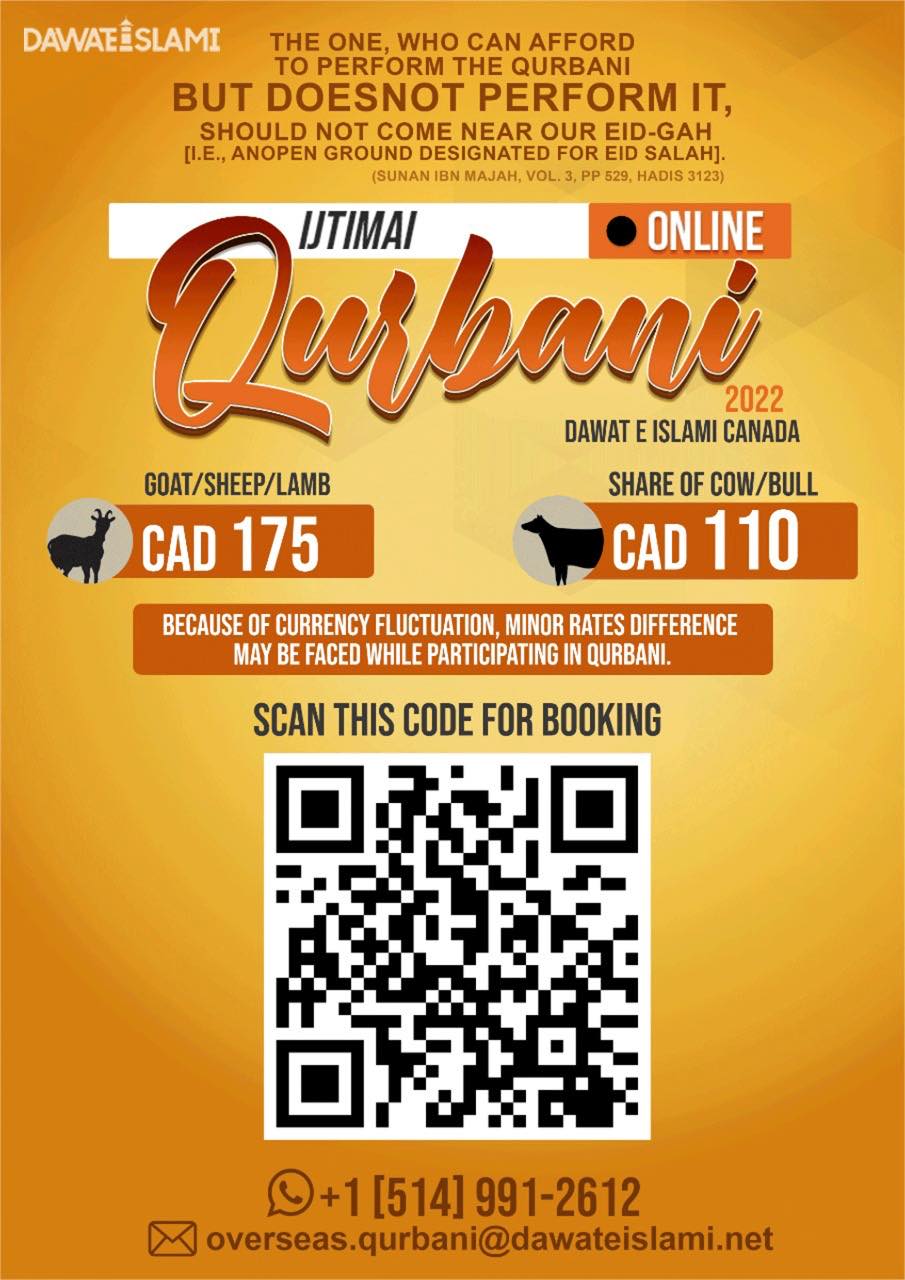 DAWATEISLAMI
THE ONE, WHO CAN AFFORD
TO PERFORM THE QURBANI
BUT DOESNOT PERFORM IT,
SHOULD NOT COME NEAR OUR EID-GAH
[I.E., ANOPEN GROUND DESIGNATED FOR EID SALAH].
(SUNAN IBN MAJAH, VOL. 3, PP 529, HADIS 3123)
IJTIMAI
ONLINE
Qurbani
2022
DAWAT E ISLAMI CANADA
GOAT/SHEEP/LAMB
CAD 175
SHARE OF COW/BULL
CAD 110
BECAUSE OF CURRENCY FLUCTUATION, MINOR RATES DIFFERENCE
MAY BE FACED WHILE PARTICIPATING IN QURBANI.
SCAN THIS CODE FOR BOOKING
+1 [514] 991-2612
overseas.qurbani@dawateislami.net